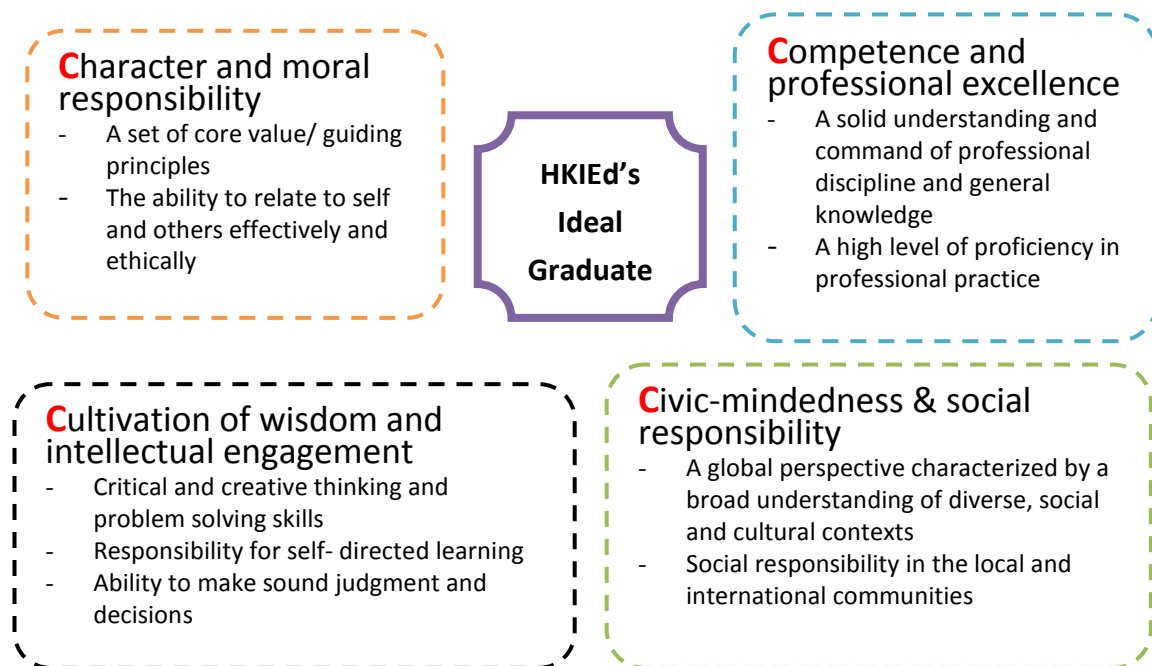 Character and moral
responsibility
- A set of core value/ guiding
principles
- The ability to relate to self
and others effectively and
ethically
HKIEd's
Ideal
Graduate
Competence and
professional excellence
- A solid understanding and
command of professional
discipline and general
knowledge
- A high level of proficiency in
professional practice
Cultivation of wisdom and
intellectual engagement
- Critical and creative thinking and
problem solving skills
- Responsibility for self- directed learning
- Ability to make sound judgment and
decisions
Civic-mindedness & social
responsibility
- A global perspective characterized by a
broad understanding of diverse, social
and cultural contexts
- Social responsibility in the local and
international communities